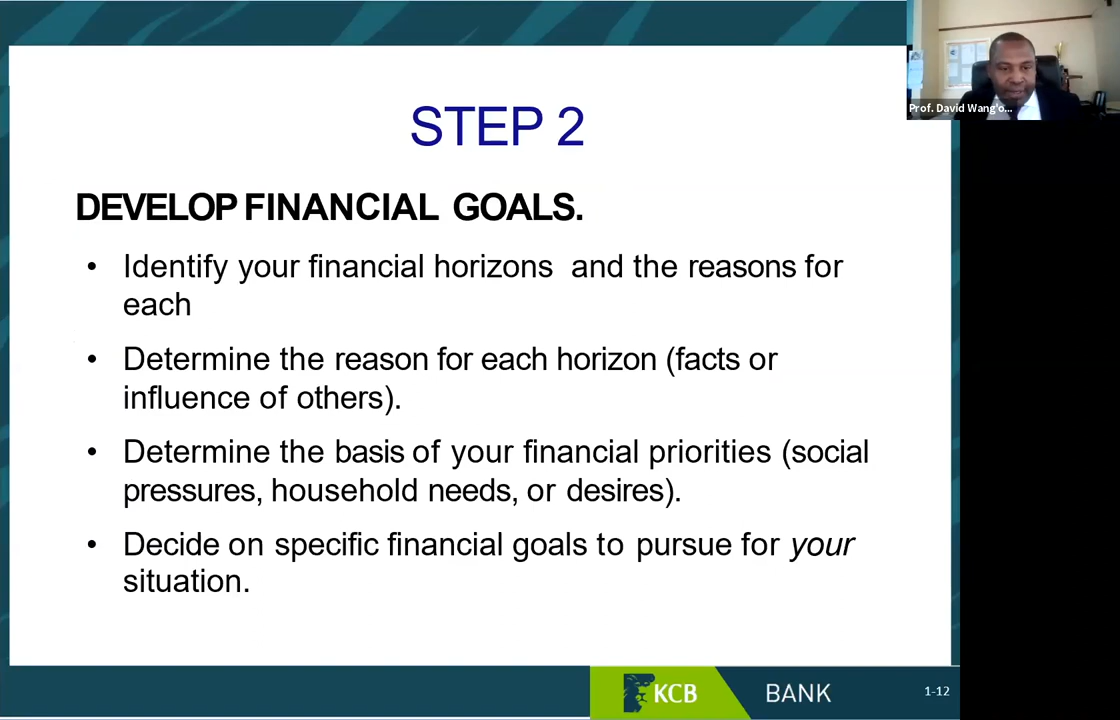 Prof. David Wang'o...
STEP 2
DEVELOP FINANCIAL GOALS.
• Identify your financial horizons and the reasons for
each
• Determine the reason for each horizon (facts or
influence of others).
• Determine the basis of your financial priorities (social
pressures, household needs, or desires).
• Decide on specific financial goals to pursue for your
situation.
KCB BANK 1-12